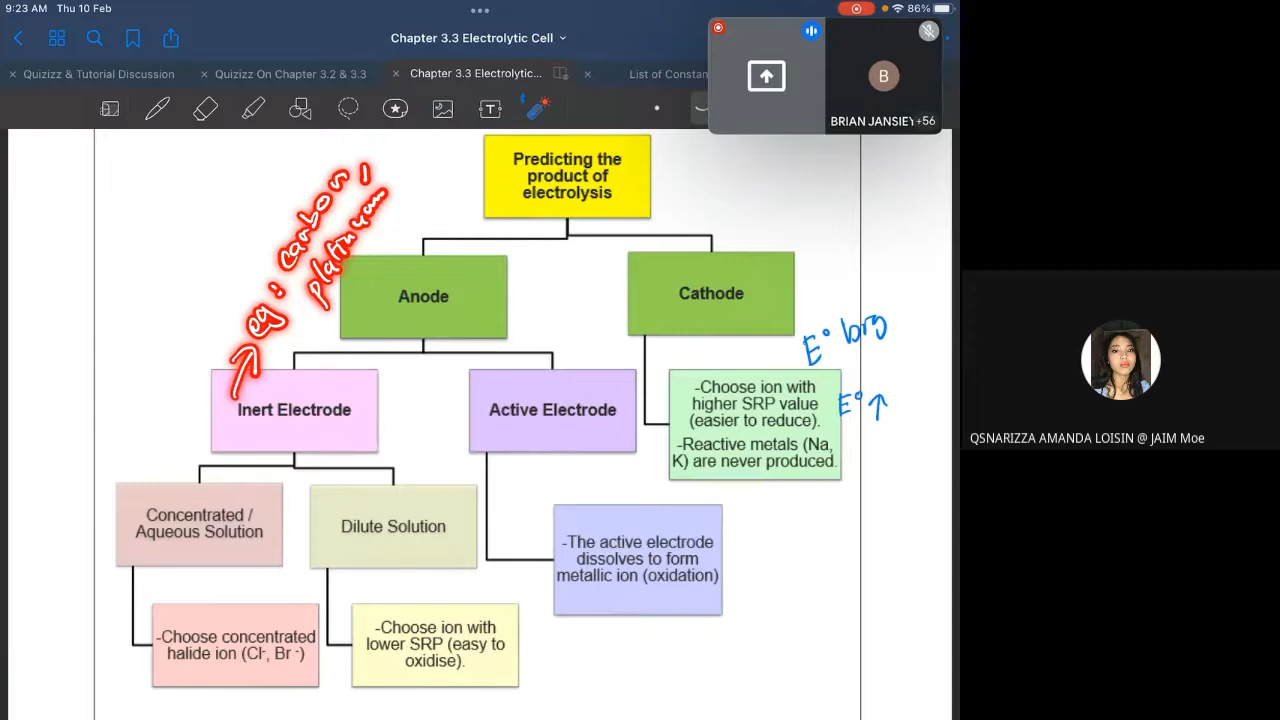 9:23 AM Thu 10 Feb
86%
Chapter 3.3 Electrolytic Cell
Quizizz & Tutorial Discussion
Quizizz On Chapter 3.2 & 3.3
Chapter 3.3 Electrolytic...
List of Constan
B
BRIAN JANSIEY +56
Predicting the
product of
electrolysis
eg: carbon,
platinum
Anode
Cathode
E° brg
Inert Electrode
Active Electrode
-Choose ion with
higher SRP value
(easier to reduce).
-Reactive metals (Na,
K) are never produced.
E° ↑
Concentrated /
Aqueous Solution
Dilute Solution
-The active electrode
dissolves to form
metallic ion (oxidation)
-Choose concentrated
halide ion (Cl-, Br -)
-Choose ion with
lower SRP (easy to
oxidise).
QSNARIZZA AMANDA LOISIN @ JAIM Moe